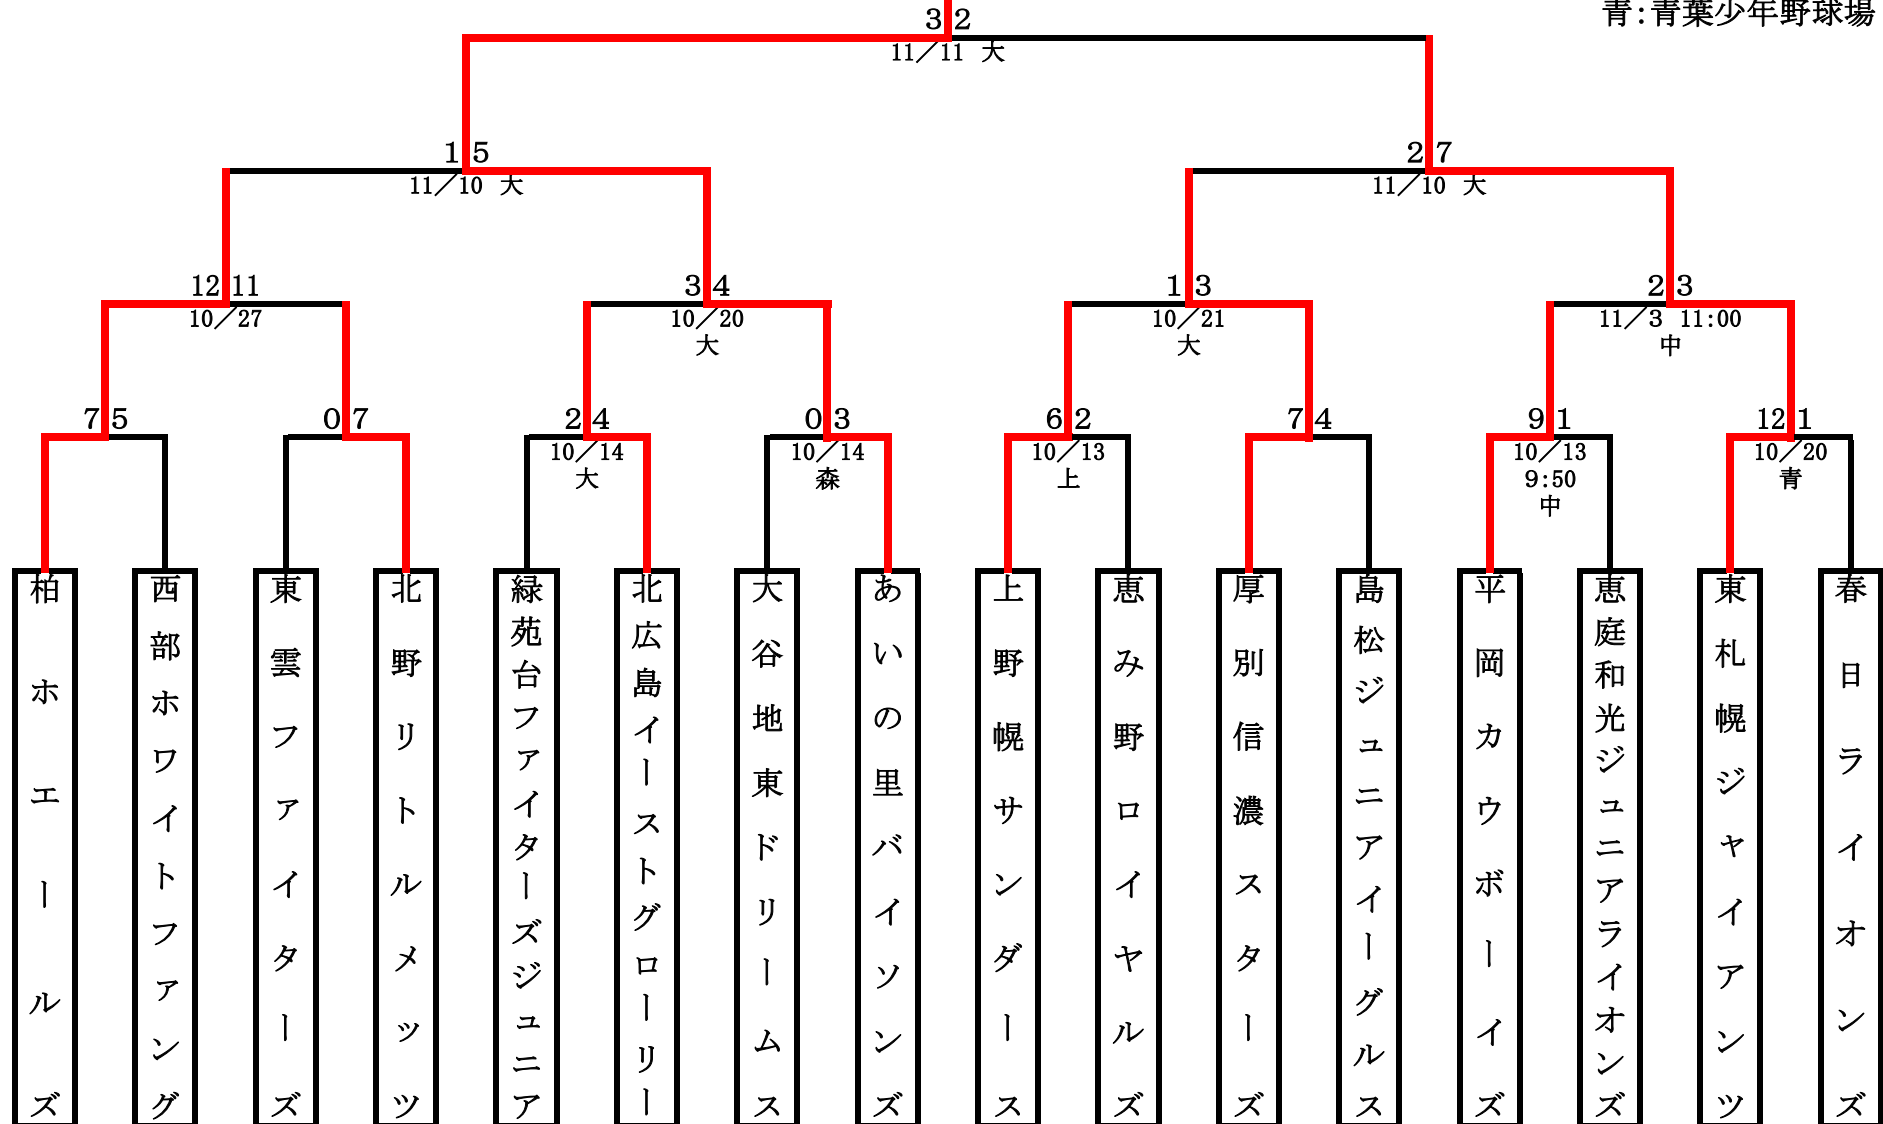 青:青葉少年野球場
3 2
11／11 大
1 5
11／10 大
2 7
11／10 大
12 11
10／27
3 4
10／20
大
1 3
10／21
大
2 3
11／3 11:00
中
7 5
0 7
2 4
10／14
大
0 3
10／14
森
6 2
10／13
上
7 4
9 1
10／13
9:50
中
12 1
10／20
青
柏ホエールズ
西部ホワイトファング
東雲ファイターズ
北野リトルメッツ
緑苑台ファイターズジュニア
北広島イーストグローリー
大谷地東ドリームス
あいの里バイソンズ
上野幌サンダース
恵み野ロイヤルズ
厚別信濃スターズ
島松ジュニアイーグルス
平岡カウボーイズ
恵庭和光ジュニアライオンズ
東札幌ジャイアンツ
春日ライオンズ